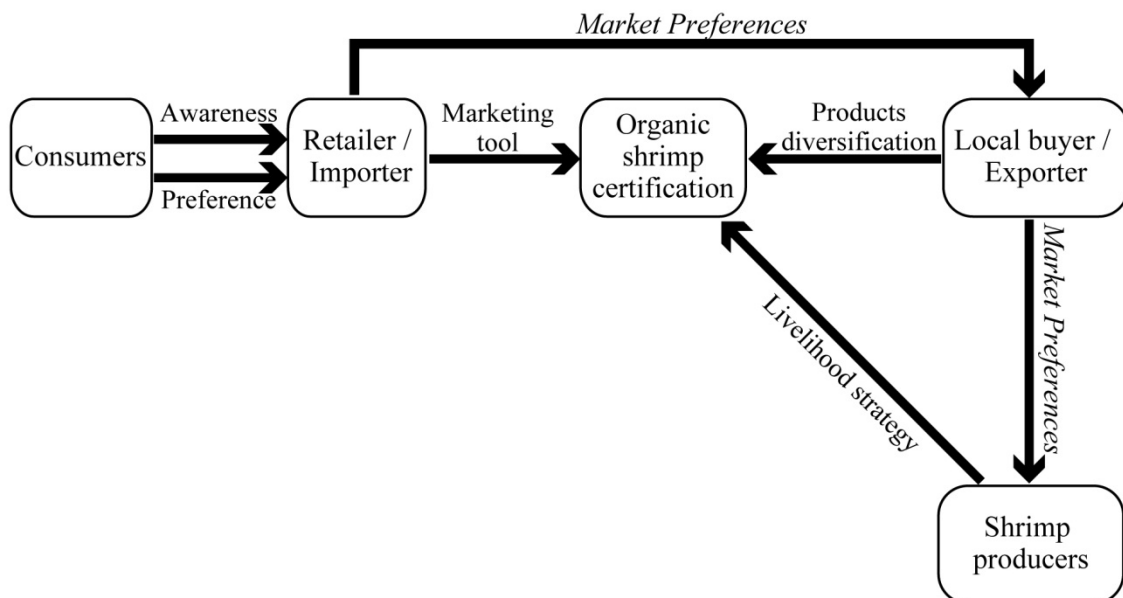 Market Preferences
Consumers
Awareness
Preference
Retailer /
Importer
Marketing
tool
Organic
shrimp
certification
Products
diversification
Local buyer /
Exporter
Market Preferences
Livelihood strategy
Shrimp
producers